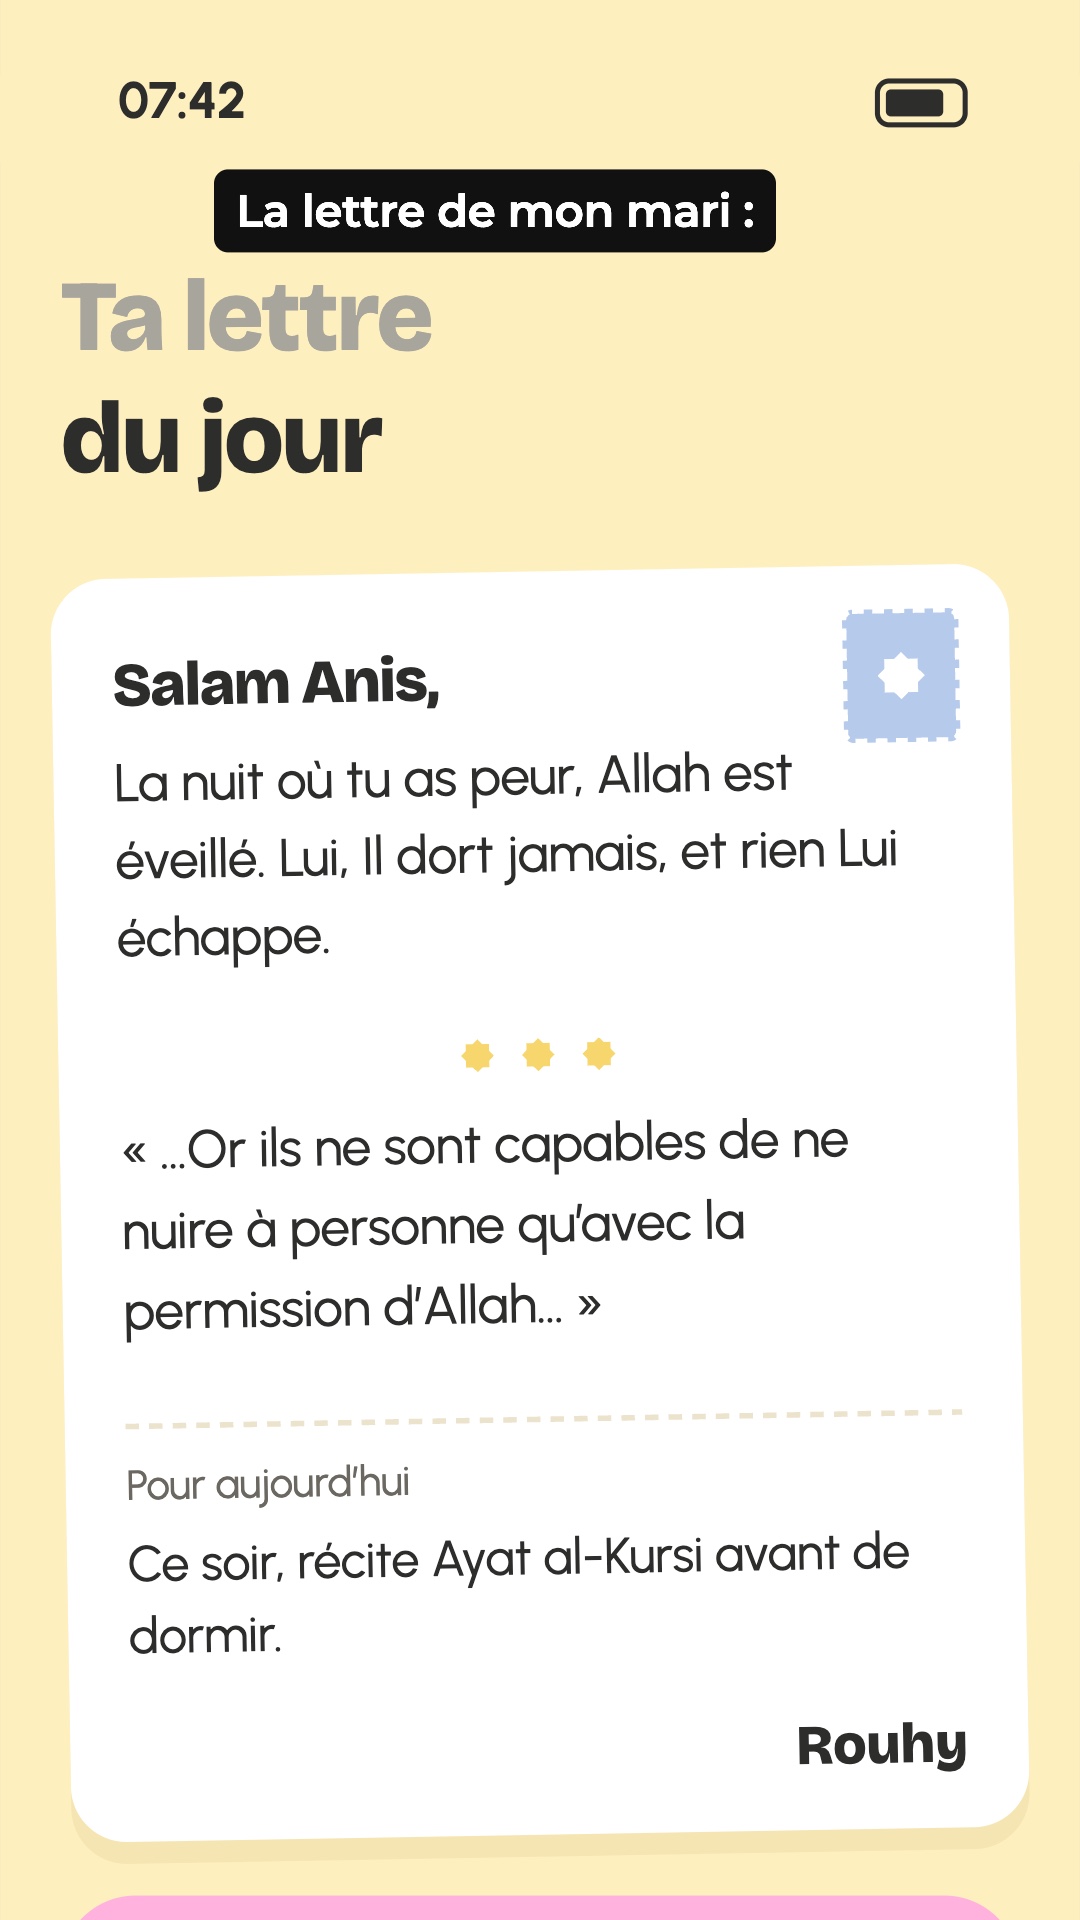 07:42
La lettre de mon mari :
Ta lettre
du jour
Salam Anis,
La nuit où tu as peur, Allah est
éveillé. Lui, Il dort jamais, et rien Lui
échappe.
« ...Or ils ne sont capables de ne
nuire à personne qu'avec la
permission d'Allah... »
Pour aujourd'hui
Ce soir, récite Ayat al-Kursi avant de
dormir.
Rouhy